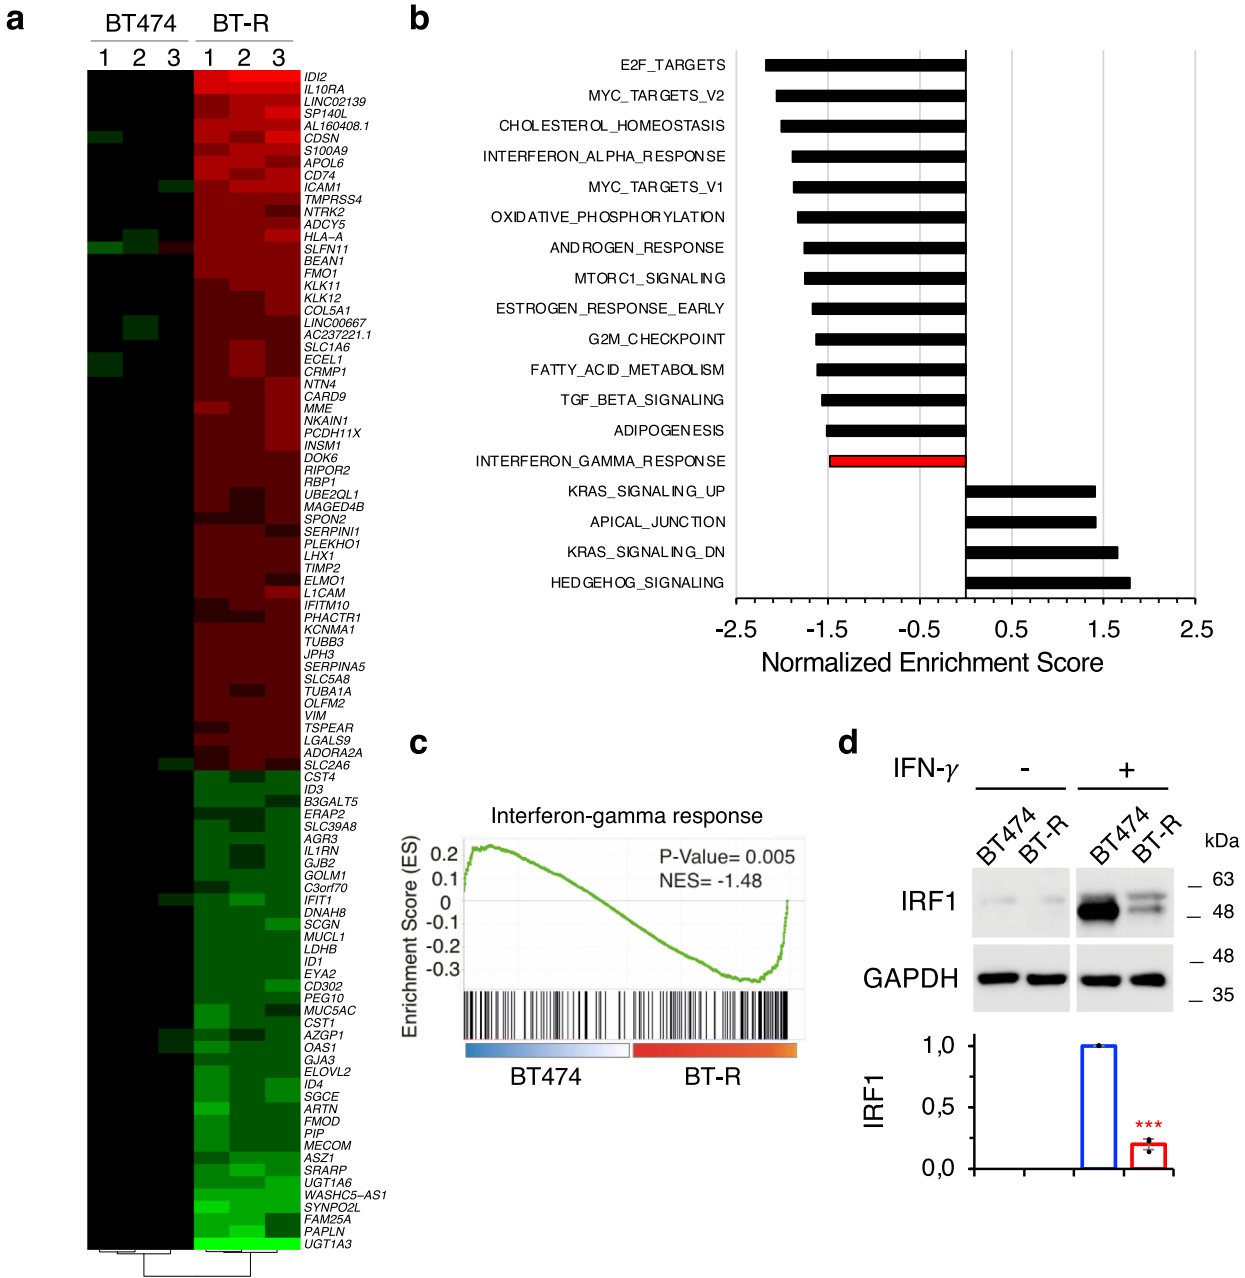 a
BT474 BT-R
1 2 3 1 2 3
IDI2
IL10RA
LINC02139
SP140L
AL160408.1
CDSN
S100A9
APOL6
CD74
ICAM1
TMPRSS4
NTRK2
ADCY5
HLA−A
SLFN11
BEAN1
FMO1
KLK11
KLK12
COL5A1
LINC00667
AC237221.1
SLC1A6
ECEL1
CRMP1
NTN4
CARD9
MME
NKAIN1
PCDH11X
INSM1
DOK6
RIPOR2
RBP1
UBE2QL1
MAGED4B
SPON2
SERPINI1
PLEKHO1
LHX1
TIMP2
ELMO1
L1CAM
IFITM10
PHACTR1
KCNMA1
TUBB3
JPH3
SERPINA5
SLC5A8
TUBA1A
OLFM2
VIM
TSPEAR
LGALS9
ADORA2A
SLC2A6
CST4
ID3
B3GALT5
ERAP2
SLC39A8
AGR3
IL1RN
GJB2
GOLM1
C3orf70
IFIT1
DNAH8
SCGN
MUCL1
LDHB
ID1
EYA2
CD302
PEG10
MUC5AC
CST1
AZGP1
OAS1
GJA3
ELOVL2
ID4
SGCE
ARTN
FMOD
PIP
MECOM
ASZ1
SRARP
UGT1A6
WASHC5−AS1
SYNPO2L
FAM25A
PAPLN
UGT1A3
b
E2F_TARGETS
MYC_TARGETS_V2
CHOLESTEROL_HOMEOSTASIS
INTERFERON_ALPHA_RESPONSE
MYC_TARGETS_V1
OXIDATIVE_PHOSPHORYLATION
ANDROGEN_RESPONSE
MTORC1_SIGNALING
ESTROGEN_RESPONSE_EARLY
G2M_CHECKPOINT
FATTY_ACID_METABOLISM
TGF_BETA_SIGNALING
ADIPOGENESIS
INTERFERON_GAMMA_RESPONSE
KRAS_SIGNALING_UP
APICAL_JUNCTION
KRAS_SIGNALING_DN
HEDGEHOG_SIGNALING
-2.5 -1.5 -0.5 0.5 1.5 2.5
Normalized Enrichment Score
c
Interferon-gamma response
Enrichment Score (ES)
0.2
0.1
0
-0.1
-0.2
-0.3
P-Value= 0.005
NES= -1.48
BT474 BT-R
d
IFN-γ - +
BT474 BT-R BT474 BT-R
kDa
IRF1
63
48
GAPDH
48
35
IRF1
1,0
0,5
0,0
***